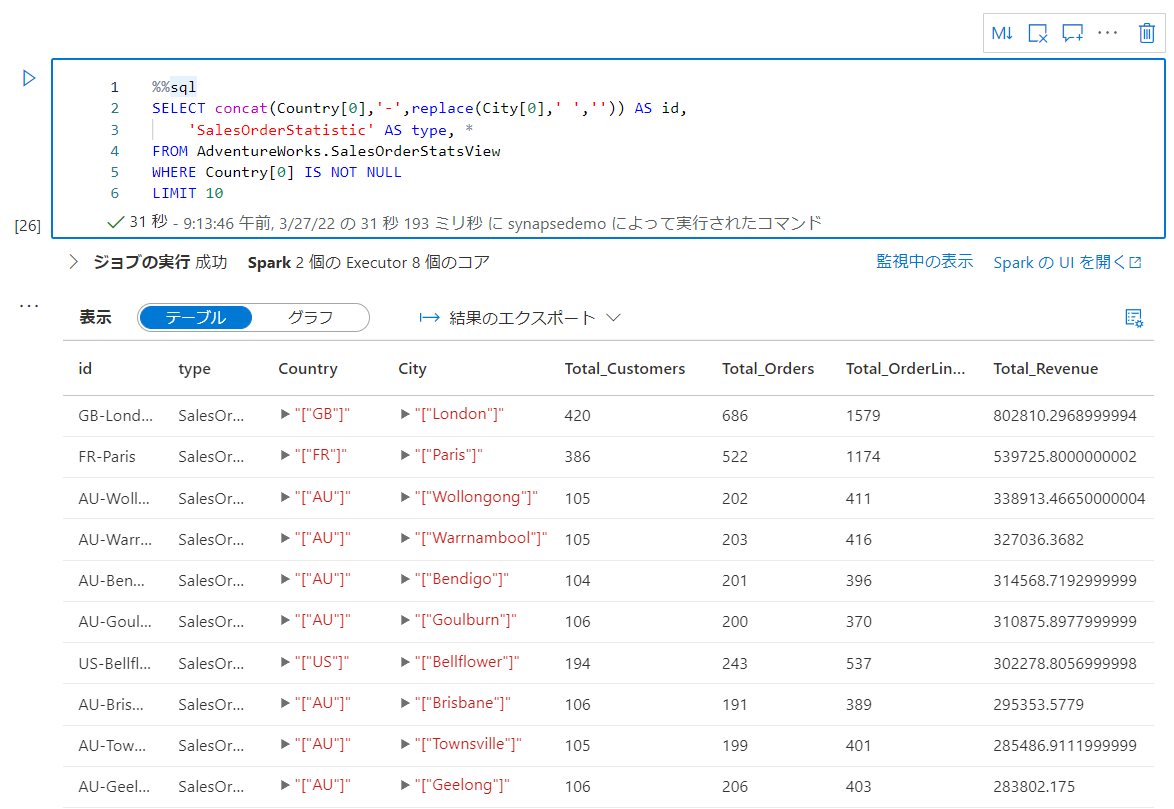 M↓
1 %%sql
2 SELECT concat(Country[0],'-',replace(City[0],' ','')) AS id,
3 'SalesOrderStatistic' AS type, *
4 FROM AdventureWorks.SalesOrderStatsView
5 WHERE Country[0] IS NOT NULL
6 LIMIT 10
[26] 31 秒 - 9:13:46 午前, 3/27/22 の 31 秒 193 ミリ秒 に synapsedemo によって実行されたコマンド
ジョブの実行 成功 Spark 2 個の Executor 8 個のコア 監視中の表示 Spark の UI を開く
表示 テーブル グラフ 結果のエクスポート
id type Country City Total_Customers Total_Orders Total_OrderLin... Total_Revenue
GB-Lond... SalesOr... "["GB"]" "["London"]" 420 686 1579 802810.2968999994
FR-Paris SalesOr... "["FR"]" "["Paris"]" 386 522 1174 539725.8000000002
AU-Woll... SalesOr... "["AU"]" "["Wollongong"]" 105 202 411 338913.46650000004
AU-Warr... SalesOr... "["AU"]" "["Warrnambool"]" 105 203 416 327036.3682
AU-Ben... SalesOr... "["AU"]" "["Bendigo"]" 104 201 396 314568.7192999999
AU-Goul... SalesOr... "["AU"]" "["Goulburn"]" 106 200 370 310875.8977999999
US-Bellfl... SalesOr... "["US"]" "["Bellflower"]" 194 243 537 302278.8056999998
AU-Bris... SalesOr... "["AU"]" "["Brisbane"]" 106 191 389 295353.5779
AU-Tow... SalesOr... "["AU"]" "["Townsville"]" 105 199 401 285486.9111999999
AU-Geel... SalesOr... "["AU"]" "["Geelong"]" 106 206 403 283802.175